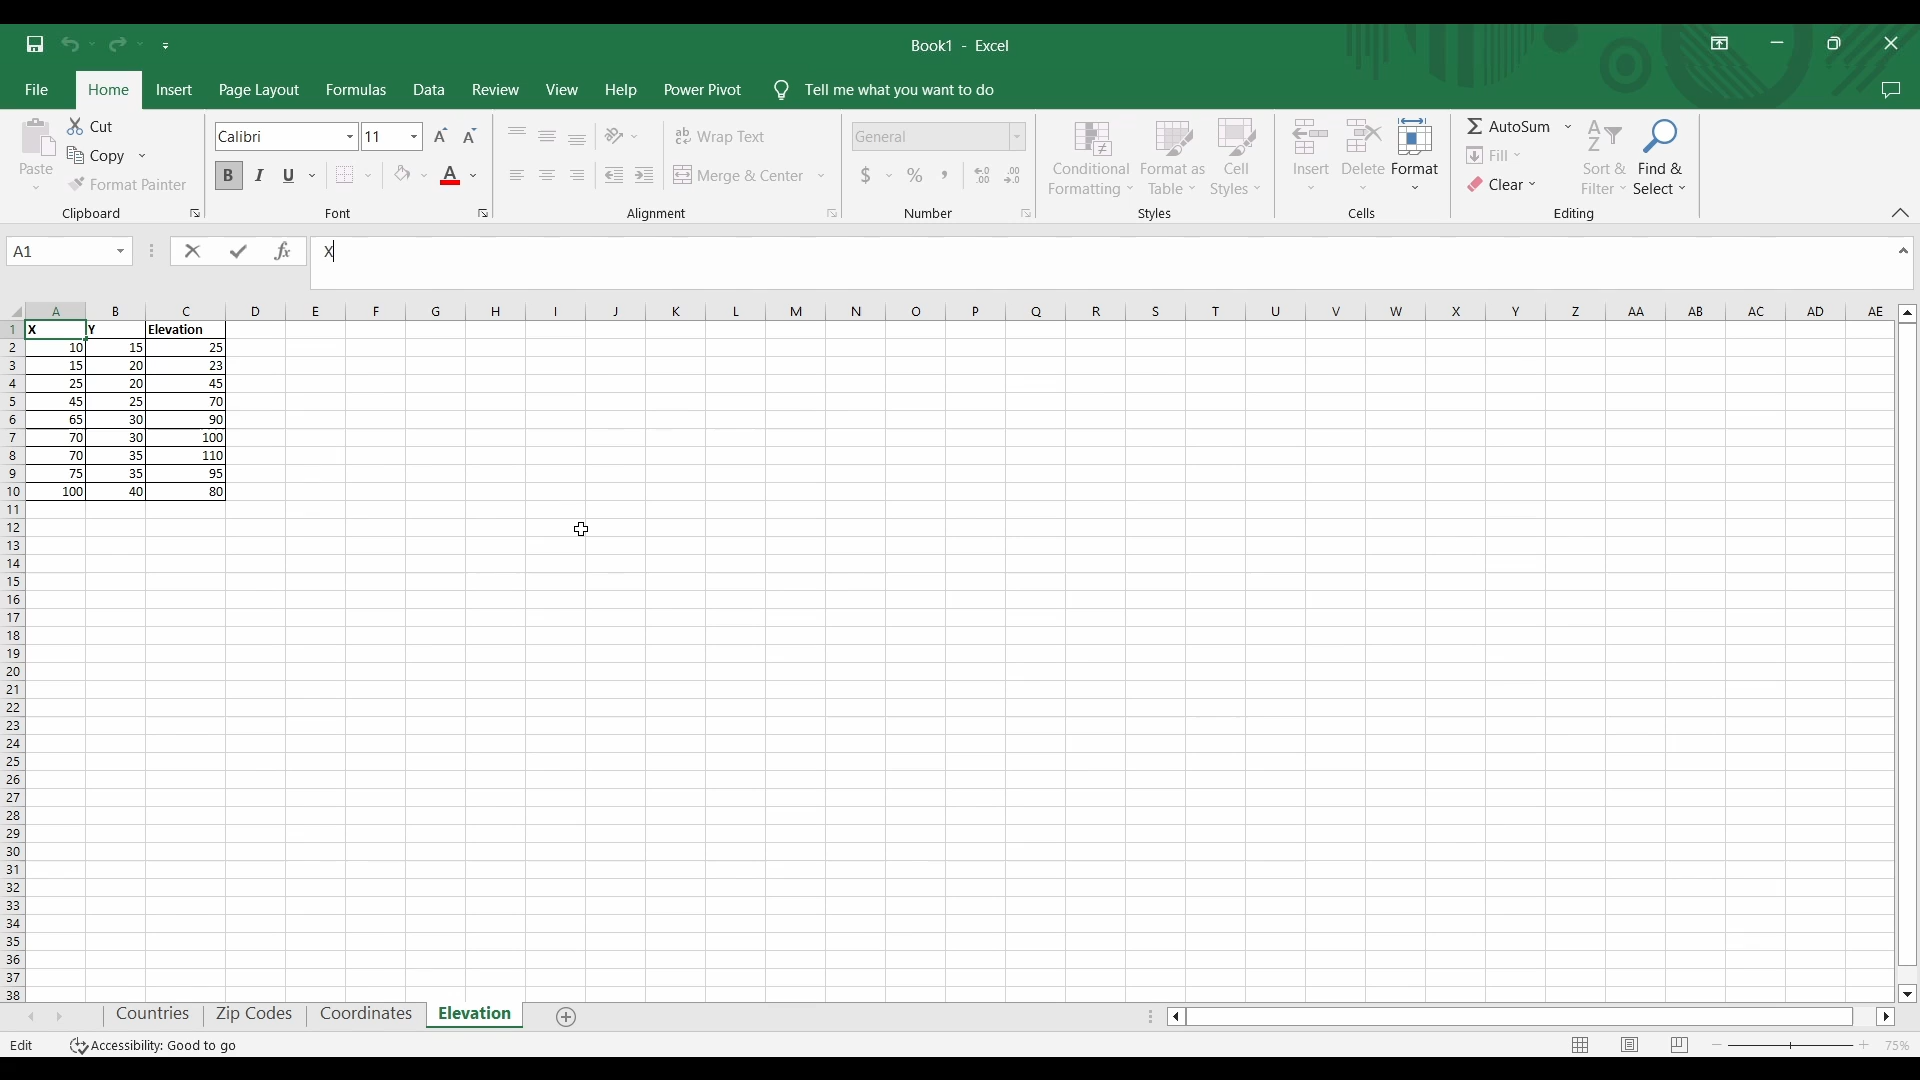 Book1 - Excel
File Home Insert Page Layout Formulas Data Review View Help Power Pivot Tell me what you want to do
Paste
Cut
Copy
Format Painter
Clipboard
Calibri 11 A A
B I U A
Font
ab Wrap Text
Merge & Center
Alignment
General
$ % , .00 .0
Number
Conditional Formatting
Format as Table
Cell Styles
Styles
Insert
Delete
Format
Cells
AutoSum
Fill
Clear
Sort & Filter
Find & Select
Editing
A1 fx X
A B C D E F G H I J K L M N O P Q R S T U V W X Y Z AA AB AC AD AE
1 X Y Elevation
2 10 15 25
3 15 20 23
4 25 20 45
5 45 25 70
6 65 30 90
7 70 30 100
8 70 35 110
9 75 35 95
10 100 40 80
11
12
13
14
15
16
17
18
19
20
21
22
23
24
25
26
27
28
29
30
31
32
33
34
35
36
37
38
Countries Zip Codes Coordinates Elevation
Edit Accessibility: Good to go 75%